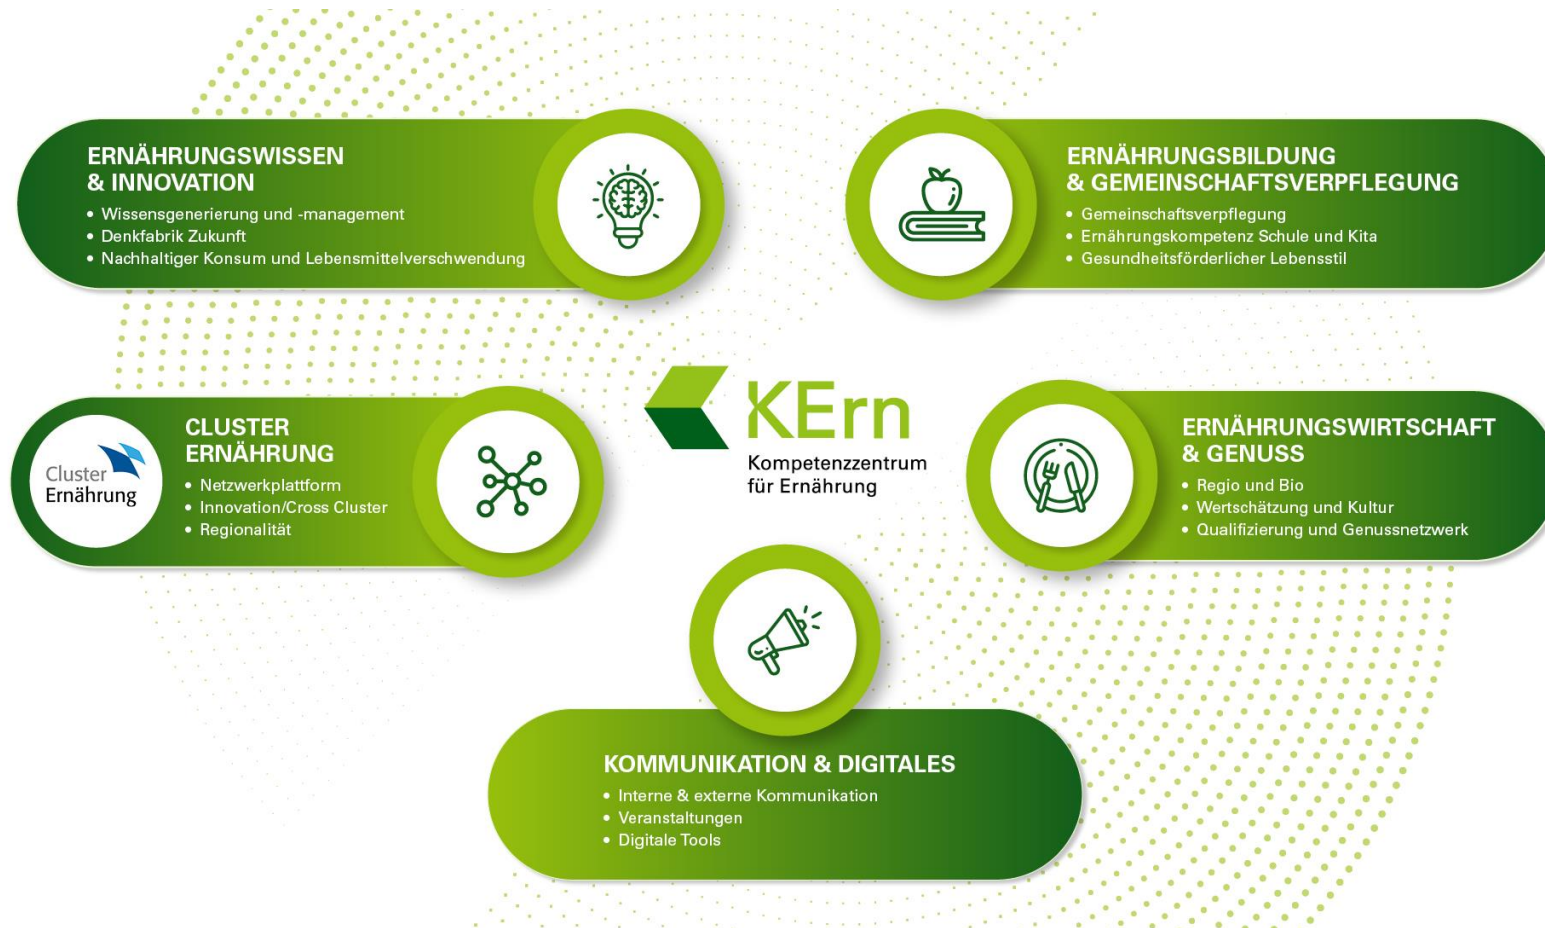 ERNÄHRUNGSWISSEN
& INNOVATION
• Wissensgenerierung und -management
• Denkfabrik Zukunft
• Nachhaltiger Konsum und Lebensmittelverschwendung
ERNÄHRUNGSBILDUNG
& GEMEINSCHAFTSVERPFLEGUNG
• Gemeinschaftsverpflegung
• Ernährungskompetenz Schule und Kita
• Gesundheitsförderlicher Lebensstil
Cluster
Ernährung
CLUSTER
ERNÄHRUNG
• Netzwerkplattform
• Innovation/Cross Cluster
• Regionalität
KErn
Kompetenzzentrum
für Ernährung
ERNÄHRUNGSWIRTSCHAFT
& GENUSS
• Regio und Bio
• Wertschätzung und Kultur
• Qualifizierung und Genussnetzwerk
KOMMUNIKATION & DIGITALES
• Interne & externe Kommunikation
• Veranstaltungen
• Digitale Tools